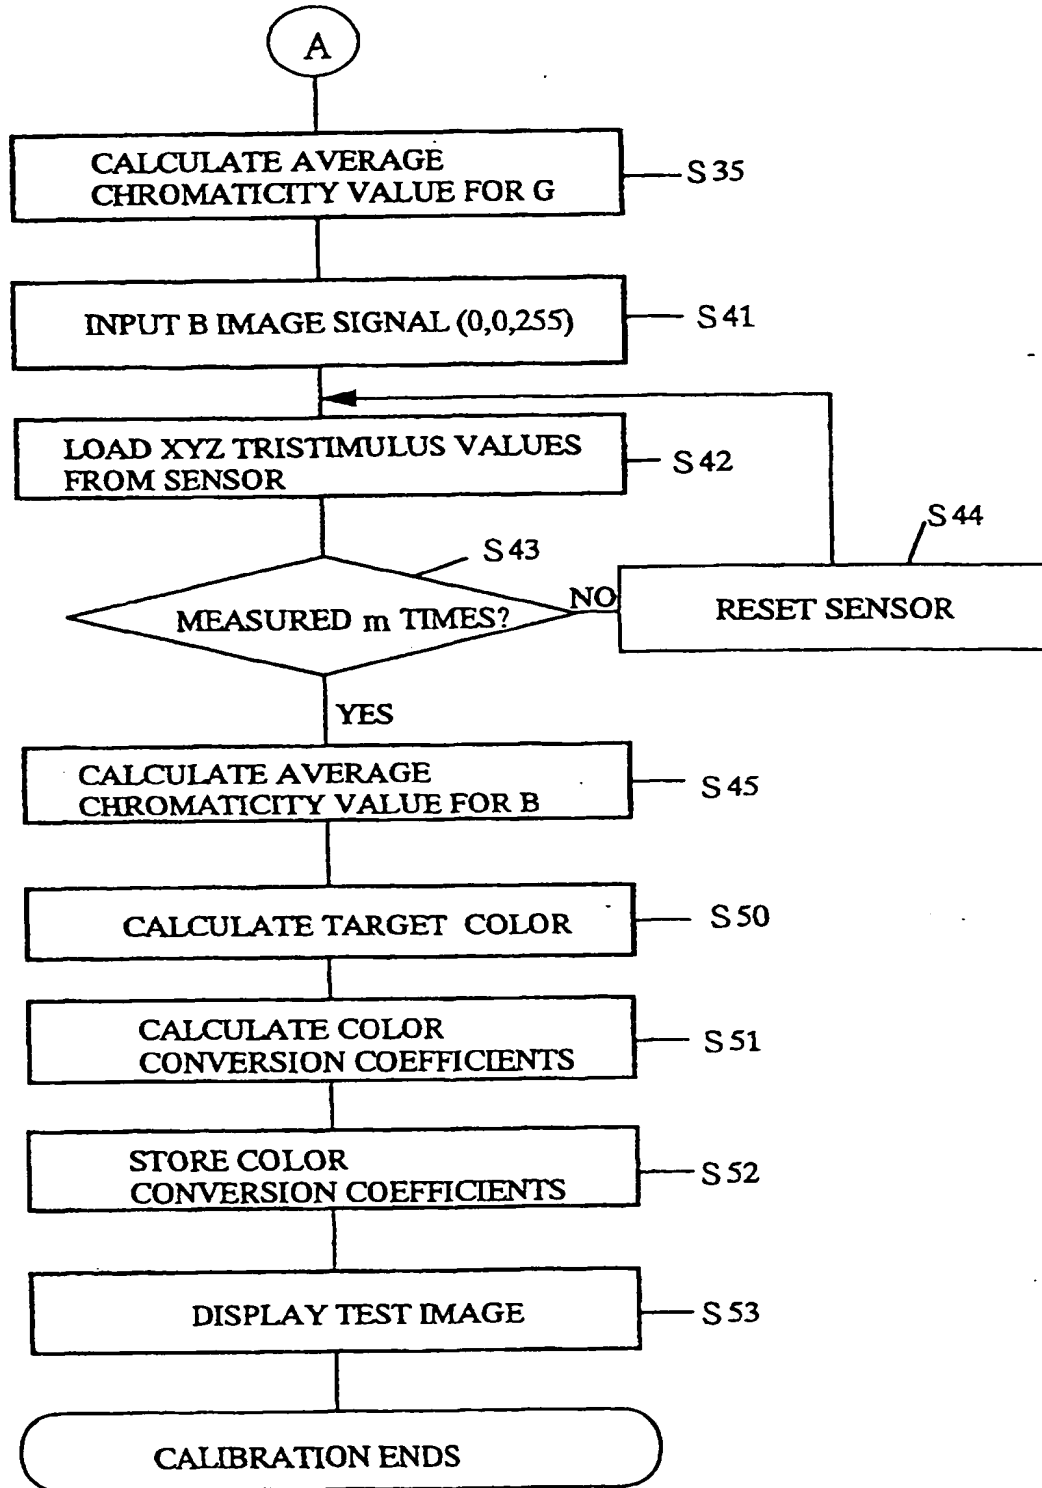 A
CALCULATE AVERAGE
CHROMATICITY VALUE FOR G
S35
INPUT B IMAGE SIGNAL (0,0,255)
S41
LOAD XYZ TRISTIMULUS VALUES
FROM SENSOR
S42
S44
S43
MEASURED m TIMES?
NO
RESET SENSOR
YES
CALCULATE AVERAGE
CHROMATICITY VALUE FOR B
S45
CALCULATE TARGET COLOR
S50
CALCULATE COLOR
CONVERSION COEFFICIENTS
S51
STORE COLOR
CONVERSION COEFFICIENTS
S52
DISPLAY TEST IMAGE
S53
CALIBRATION ENDS